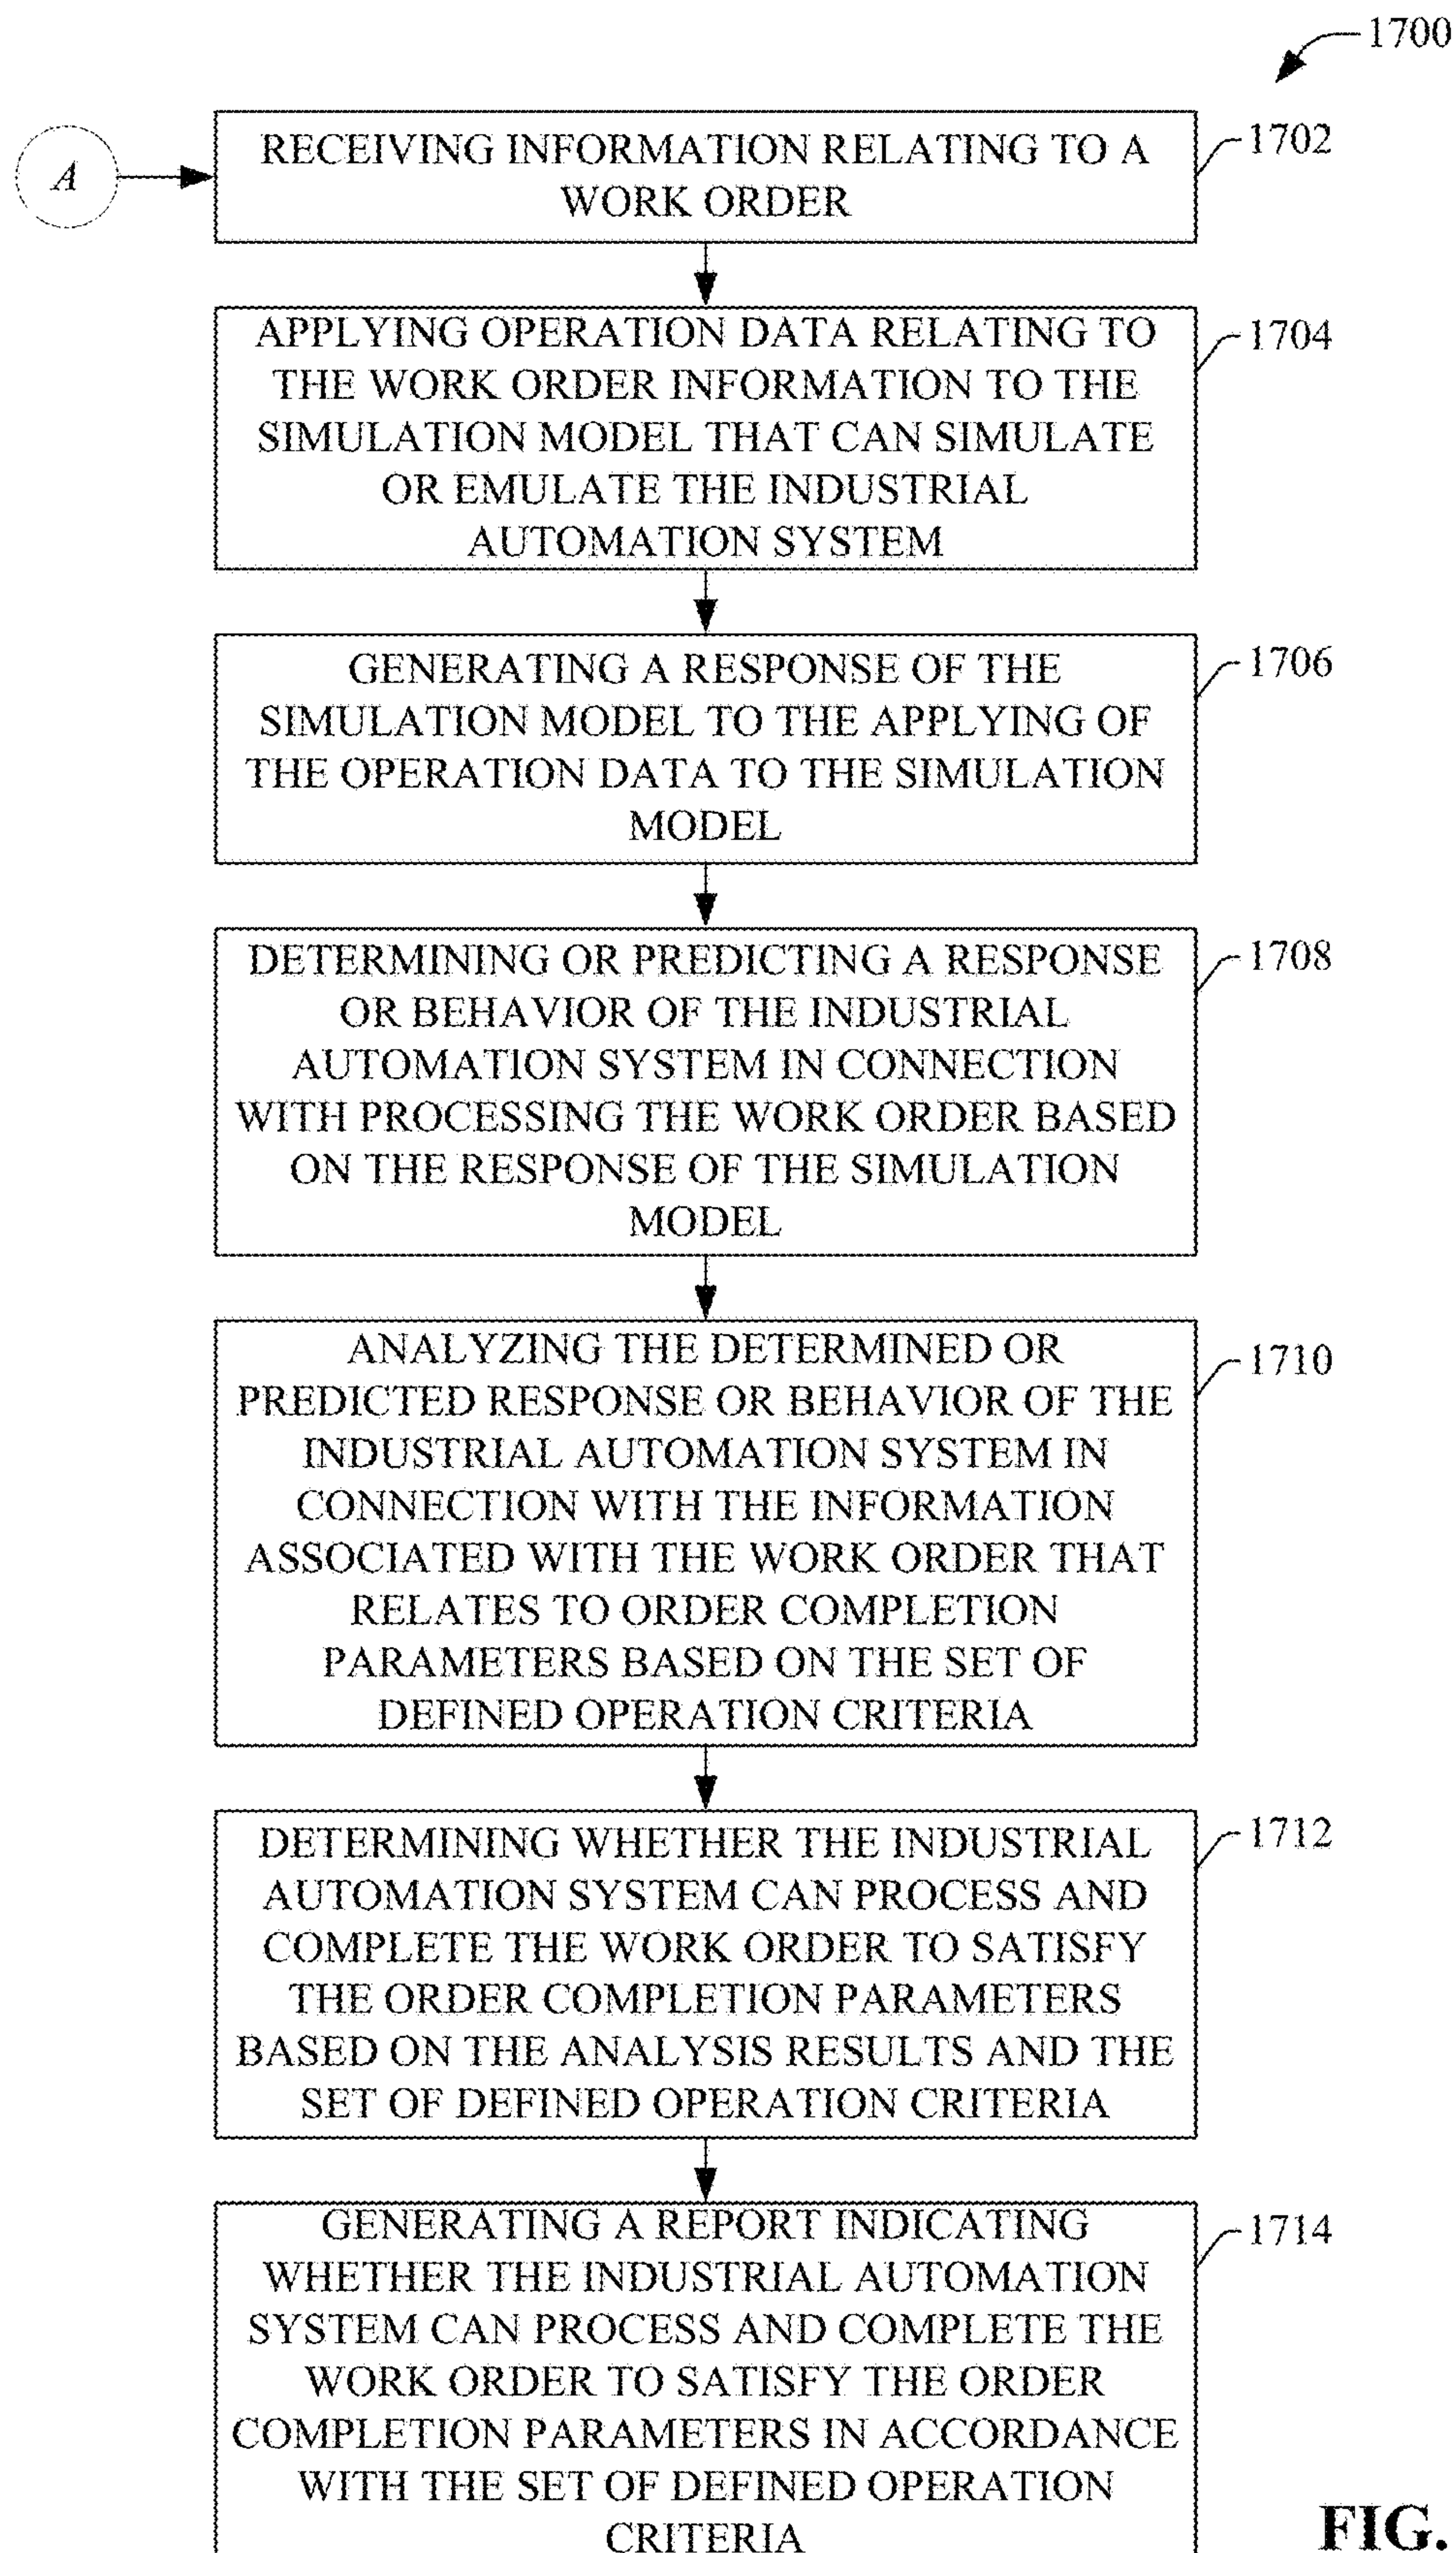 1700
A
RECEIVING INFORMATION RELATING TO A
WORK ORDER
1702
APPLYING OPERATION DATA RELATING TO
THE WORK ORDER INFORMATION TO THE
SIMULATION MODEL THAT CAN SIMULATE
OR EMULATE THE INDUSTRIAL
AUTOMATION SYSTEM
1704
GENERATING A RESPONSE OF THE
SIMULATION MODEL TO THE APPLYING OF
THE OPERATION DATA TO THE SIMULATION
MODEL
1706
DETERMINING OR PREDICTING A RESPONSE
OR BEHAVIOR OF THE INDUSTRIAL
AUTOMATION SYSTEM IN CONNECTION
WITH PROCESSING THE WORK ORDER BASED
ON THE RESPONSE OF THE SIMULATION
MODEL
1708
ANALYZING THE DETERMINED OR
PREDICTED RESPONSE OR BEHAVIOR OF THE
INDUSTRIAL AUTOMATION SYSTEM IN
CONNECTION WITH THE INFORMATION
ASSOCIATED WITH THE WORK ORDER THAT
RELATES TO ORDER COMPLETION
PARAMETERS BASED ON THE SET OF
DEFINED OPERATION CRITERIA
1710
DETERMINING WHETHER THE INDUSTRIAL
AUTOMATION SYSTEM CAN PROCESS AND
COMPLETE THE WORK ORDER TO SATISFY
THE ORDER COMPLETION PARAMETERS
BASED ON THE ANALYSIS RESULTS AND THE
SET OF DEFINED OPERATION CRITERIA
1712
GENERATING A REPORT INDICATING
WHETHER THE INDUSTRIAL AUTOMATION
SYSTEM CAN PROCESS AND COMPLETE THE
WORK ORDER TO SATISFY THE ORDER
COMPLETION PARAMETERS IN ACCORDANCE
WITH THE SET OF DEFINED OPERATION
CRITERIA
1714
FIG.